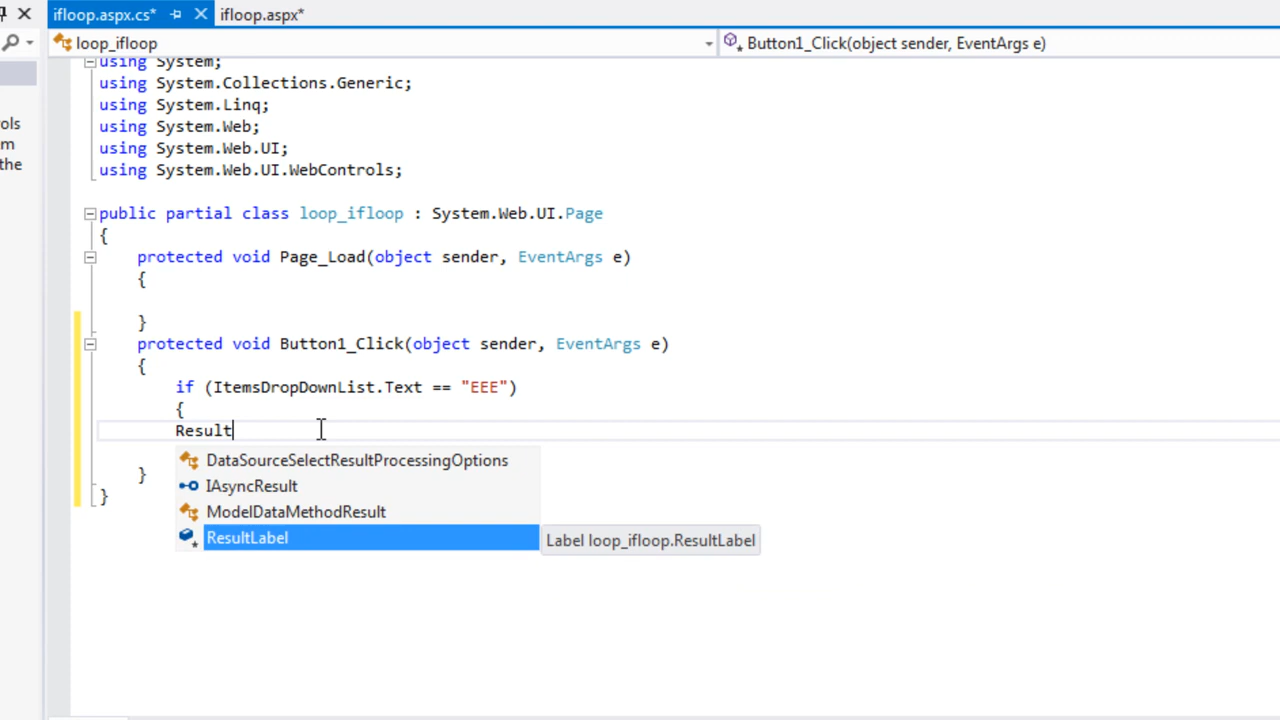 ifloop.aspx.cs* ifloop.aspx*
loop_ifloop Button1_Click(object sender, EventArgs e)
using System;
using System.Collections.Generic;
using System.Linq;
using System.Web;
using System.Web.UI;
using System.Web.UI.WebControls;
ols
m
the
public partial class loop_ifloop : System.Web.UI.Page
{
protected void Page_Load(object sender, EventArgs e)
{
}
protected void Button1_Click(object sender, EventArgs e)
{
if (ItemsDropDownList.Text == "EEE")
{
Result
DataSourceSelectResultProcessingOptions
IAsyncResult
ModelDataMethodResult
ResultLabel Label loop_ifloop.ResultLabel
}
}